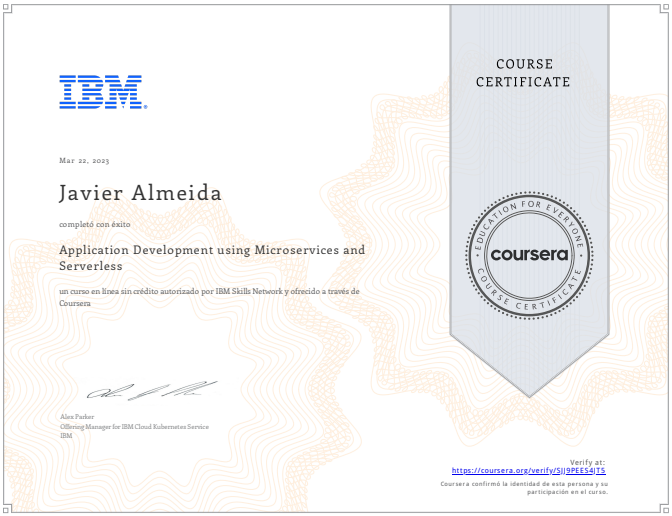 COURSE
CERTIFICATE
IBM®
Mar 22, 2023
Javier Almeida
completó con éxito
Application Development using Microservices and
Serverless
un curso en línea sin crédito autorizado por IBM Skills Network y ofrecido a través de
Coursera
EDUCATION FOR EVERYONE
coursera
COURSE CERTIFICATE
Alex Parker
Offering Manager for IBM Cloud Kubernetes Service
IBM
Verify at:
https://coursera.org/verify/SJJ9PEES4JT5
Coursera confirmó la identidad de esta persona y su
participación en el curso.